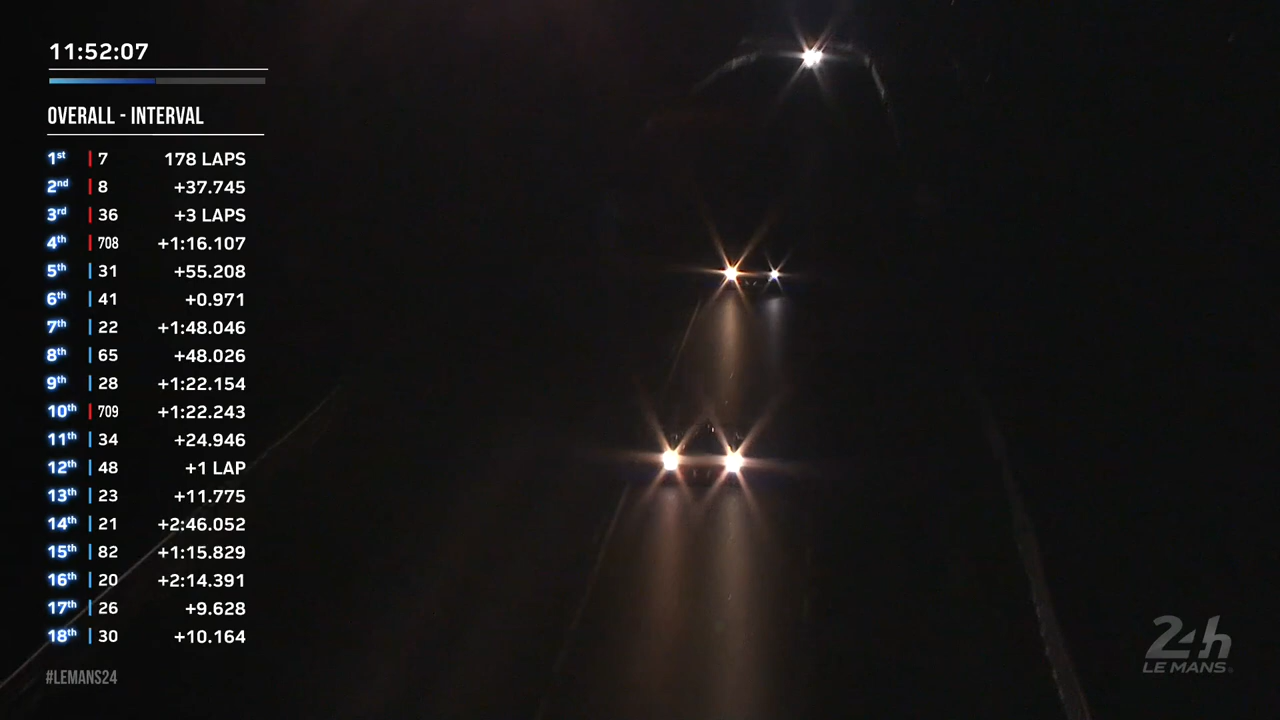 11:52:07
OVERALL - INTERVAL
1st 7 178 LAPS
2nd 8 +37.745
3rd 36 +3 LAPS
4th 708 +1:16.107
5th 31 +55.208
6th 41 +0.971
7th 22 +1:48.046
8th 65 +48.026
9th 28 +1:22.154
10th 709 +1:22.243
11th 34 +24.946
12th 48 +1 LAP
13th 23 +11.775
14th 21 +2:46.052
15th 82 +1:15.829
16th 20 +2:14.391
17th 26 +9.628
18th 30 +10.164
#LEMANS24
24h
LE MANS